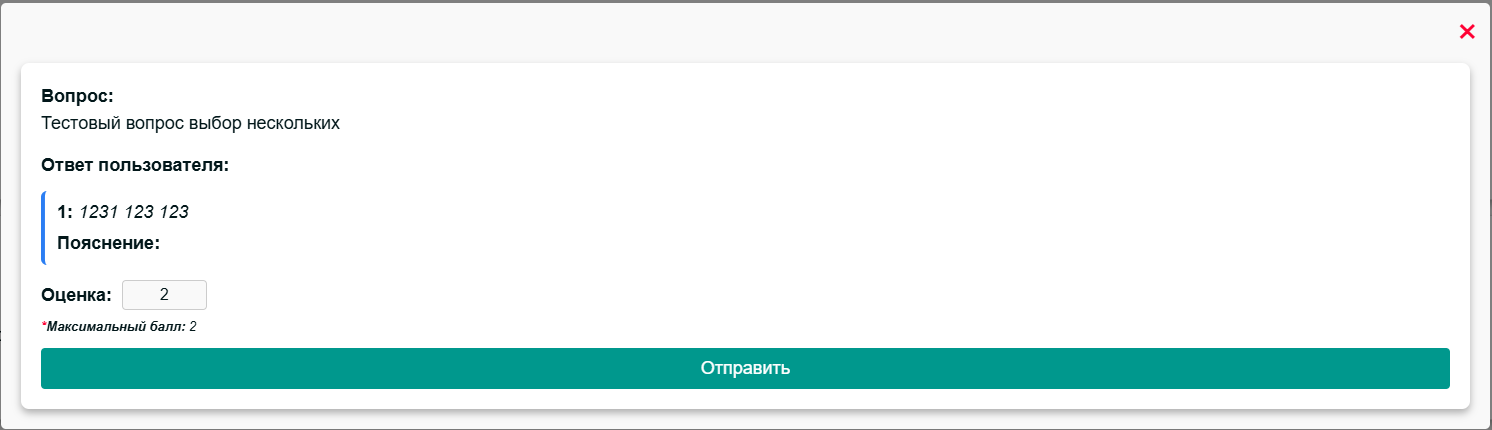 Вопрос:
Тестовый вопрос выбор нескольких
Ответ пользователя:
1: 1231 123 123
Пояснение:
Оценка: 2
*Максимальный балл: 2
Отправить